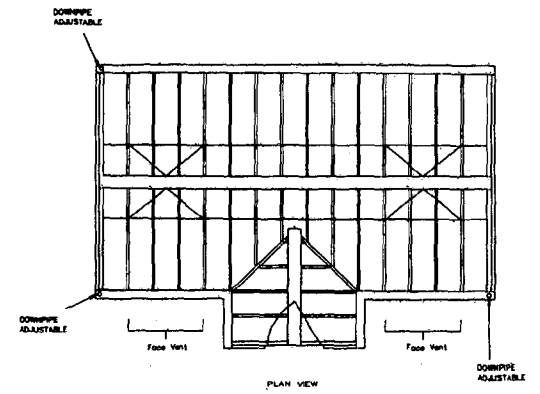 DOWNPIPE
ADJUSTABLE
DOWNPIPE
ADJUSTABLE
Face Vent
Face Vent
DOWNPIPE
ADJUSTABLE
PLAN VIEW